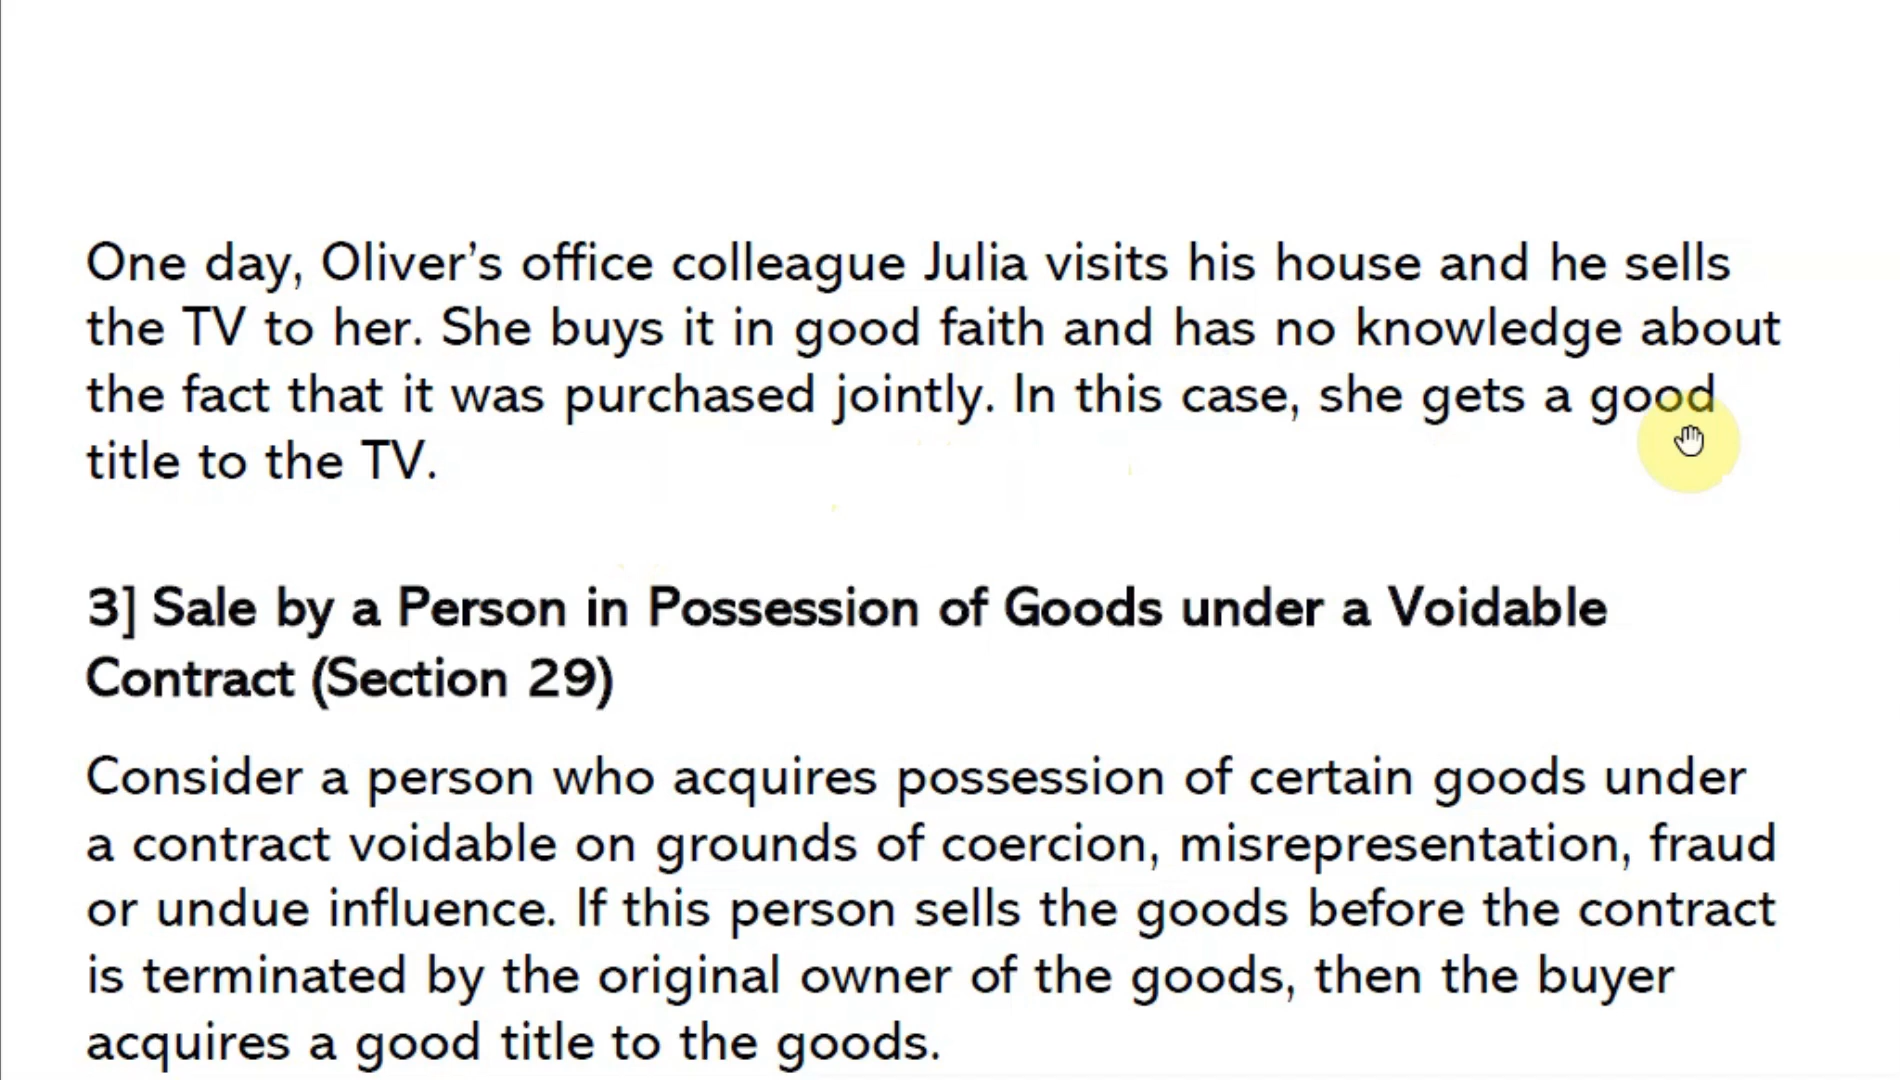 One day, Oliver’s office colleague Julia visits his house and he sells
the TV to her. She buys it in good faith and has no knowledge about
the fact that it was purchased jointly. In this case, she gets a good
title to the TV.
3] Sale by a Person in Possession of Goods under a Voidable
Contract (Section 29)
Consider a person who acquires possession of certain goods under
a contract voidable on grounds of coercion, misrepresentation, fraud
or undue influence. If this person sells the goods before the contract
is terminated by the original owner of the goods, then the buyer
acquires a good title to the goods.